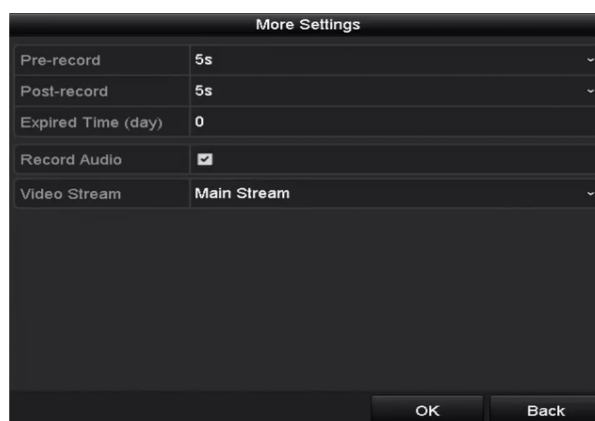 More Settings
Pre-record 5s
Post-record 5s
Expired Time (day) 0
Record Audio
Video Stream Main Stream
OK Back